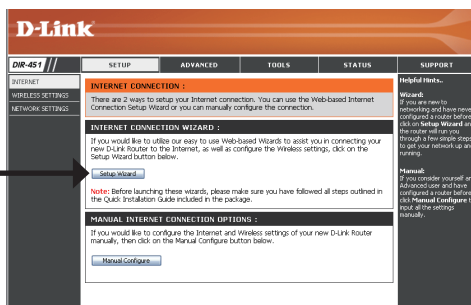 D-Link
DIR-451
SETUP
ADVANCED
TOOLS
STATUS
SUPPORT
INTERNET
WIRELESS SETTINGS
NETWORK SETTINGS
INTERNET CONNECTION :
There are 2 ways to setup your Internet connection. You can use the Web-based Internet
Connection Setup Wizard or you can manually configure the connection.
INTERNET CONNECTION WIZARD :
If you would like to utilize our easy to use Web-based Wizards to assist you in connecting your
new D-Link Router to the Internet, as well as configure the Wireless settings, click on the
Setup Wizard button below.
Setup Wizard
Note: Before launching these wizards, please make sure you have followed all steps outlined in
the Quick Installation Guide included in the package.
MANUAL INTERNET CONNECTION OPTIONS :
If you would like to configure the Internet and Wireless settings of your new D-Link Router
manually, then click on the Manual Configure button below.
Manual Configure
Helpful Hints..
Wizard:
If you are new to
networking and have neve
configured a router before
click on Setup Wizard an
the router will run you
through a few simple steps
to get your network up an
running.
Manual:
If you consider yourself an
Advanced user and have
configured a router before
click Manual Configure t
input all the settings
manually.